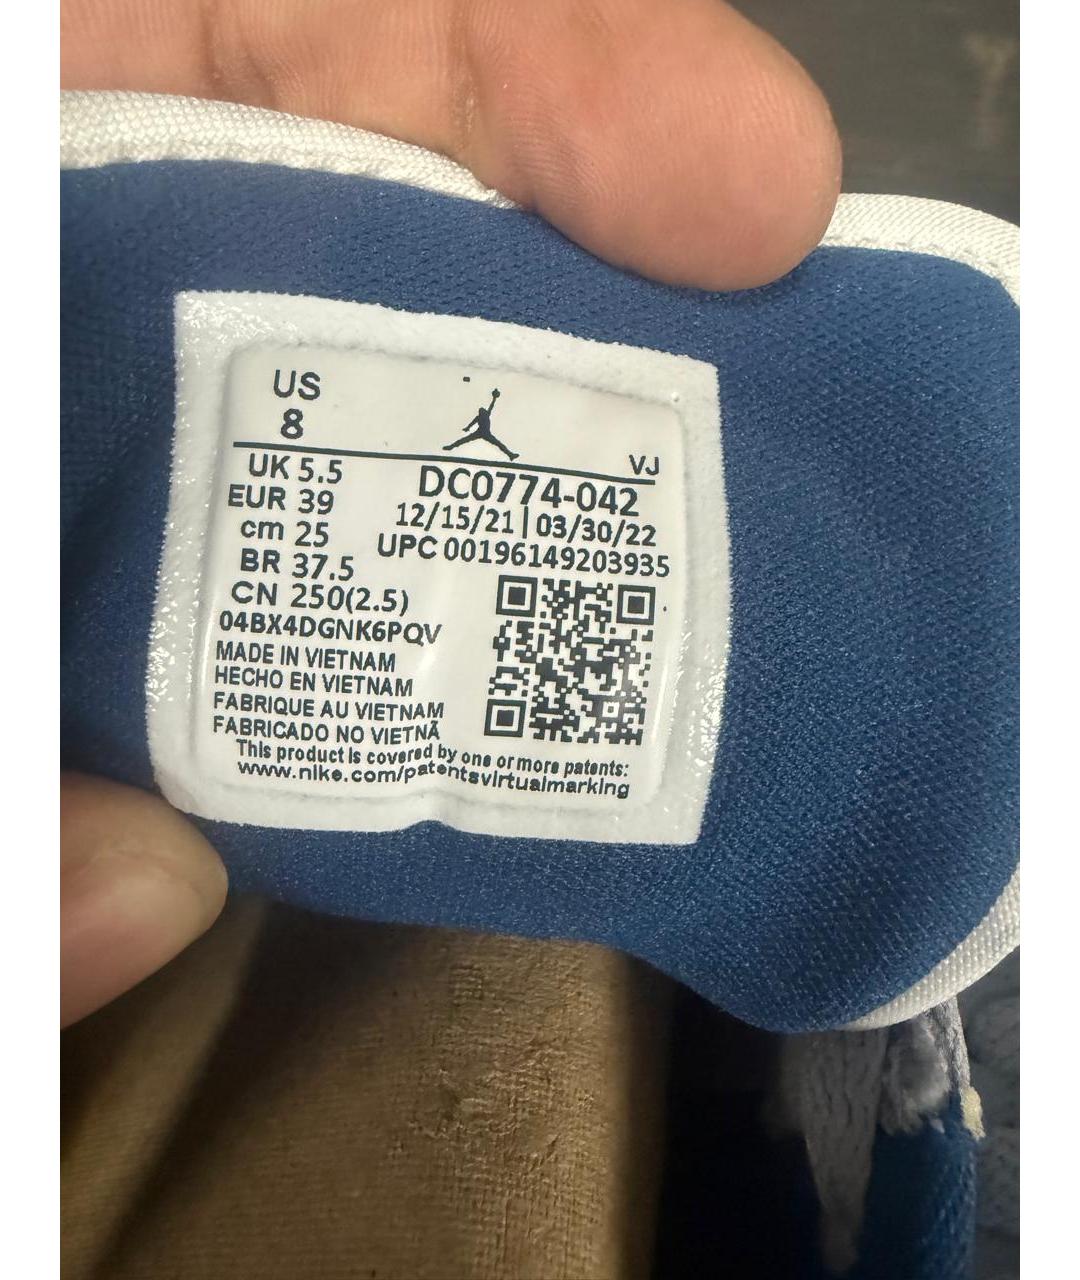 US
8
VJ
UK 5.5
DC0774-042
EUR 39
12/15/21 | 03/30/22
cm 25
UPC 00196149203935
BR 37.5
CN 250(2.5)
04BX4DGNK6PQV
MADE IN VIETNAM
HECHO EN VIETNAM
FABRIQUE AU VIETNAM
FABRICADO NO VIETNÃ
This product is covered by one or more patents:
www.nike.com/patentsvirtualmarking